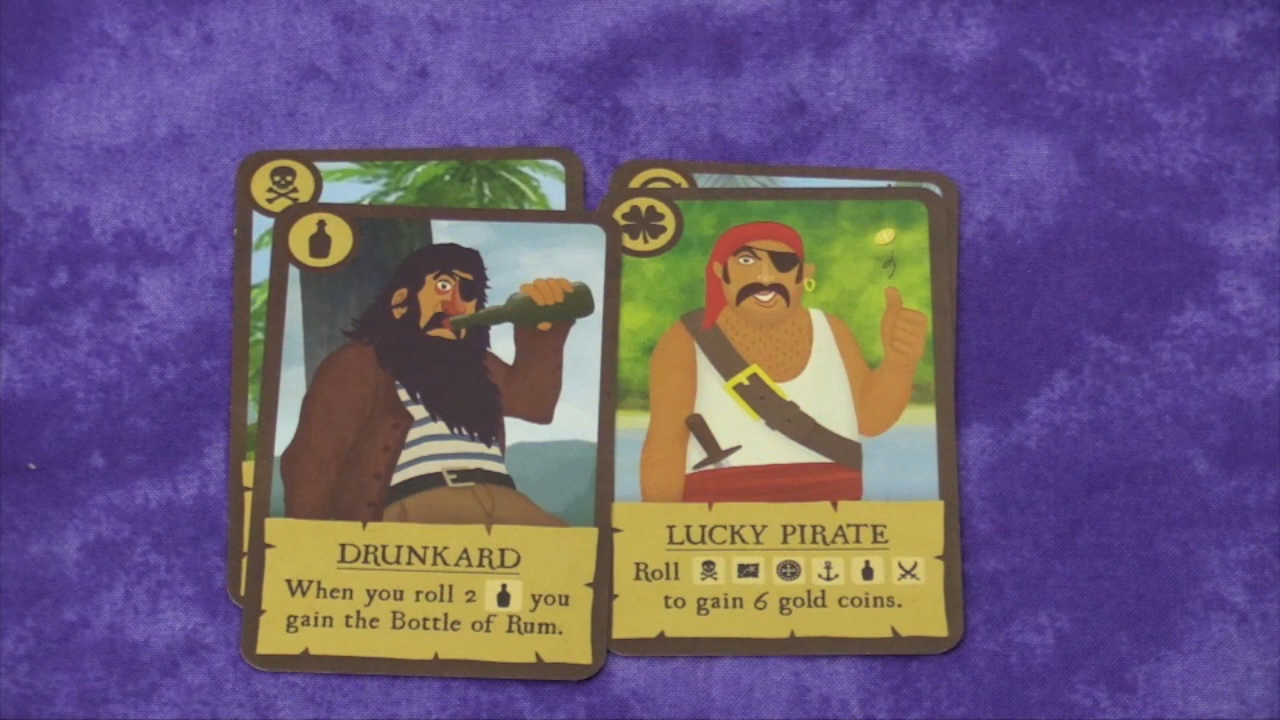 DRUNKARD
When you roll 2 you
gain the Bottle of Rum.
LUCKY PIRATE
Roll
to gain 6 gold coins.